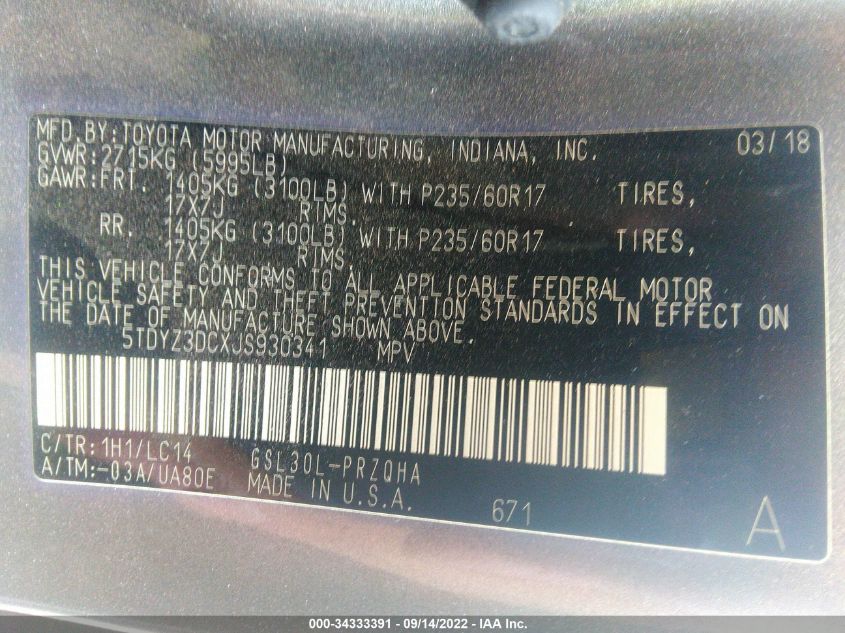 MFD.BY:TOYOTA MOTOR MANUFACTURING, INDIANA, INC. 03/18
GVWR:2715KG (5995LB)
GAWR:FRT. 1405KG (3100LB) WITH P235/60R17 TIRES,
17X7J RIMS.
RR. 1405KG (3100LB) WITH P235/60R17 TIRES,
17X7J RIMS.
THIS VEHICLE CONFORMS TO ALL APPLICABLE FEDERAL MOTOR
VEHICLE SAFETY AND THEFT PREVENTION STANDARDS IN EFFECT ON
THE DATE OF MANUFACTURE SHOWN ABOVE.
5TDYZ3DCXJS930341 MPV
C/TR:1H1/LC14 GSL30L-PRZQHA
A/TM:-03A/UA80E MADE IN U.S.A. 671 A
000-34333391 - 09/14/2022 - IAA Inc.